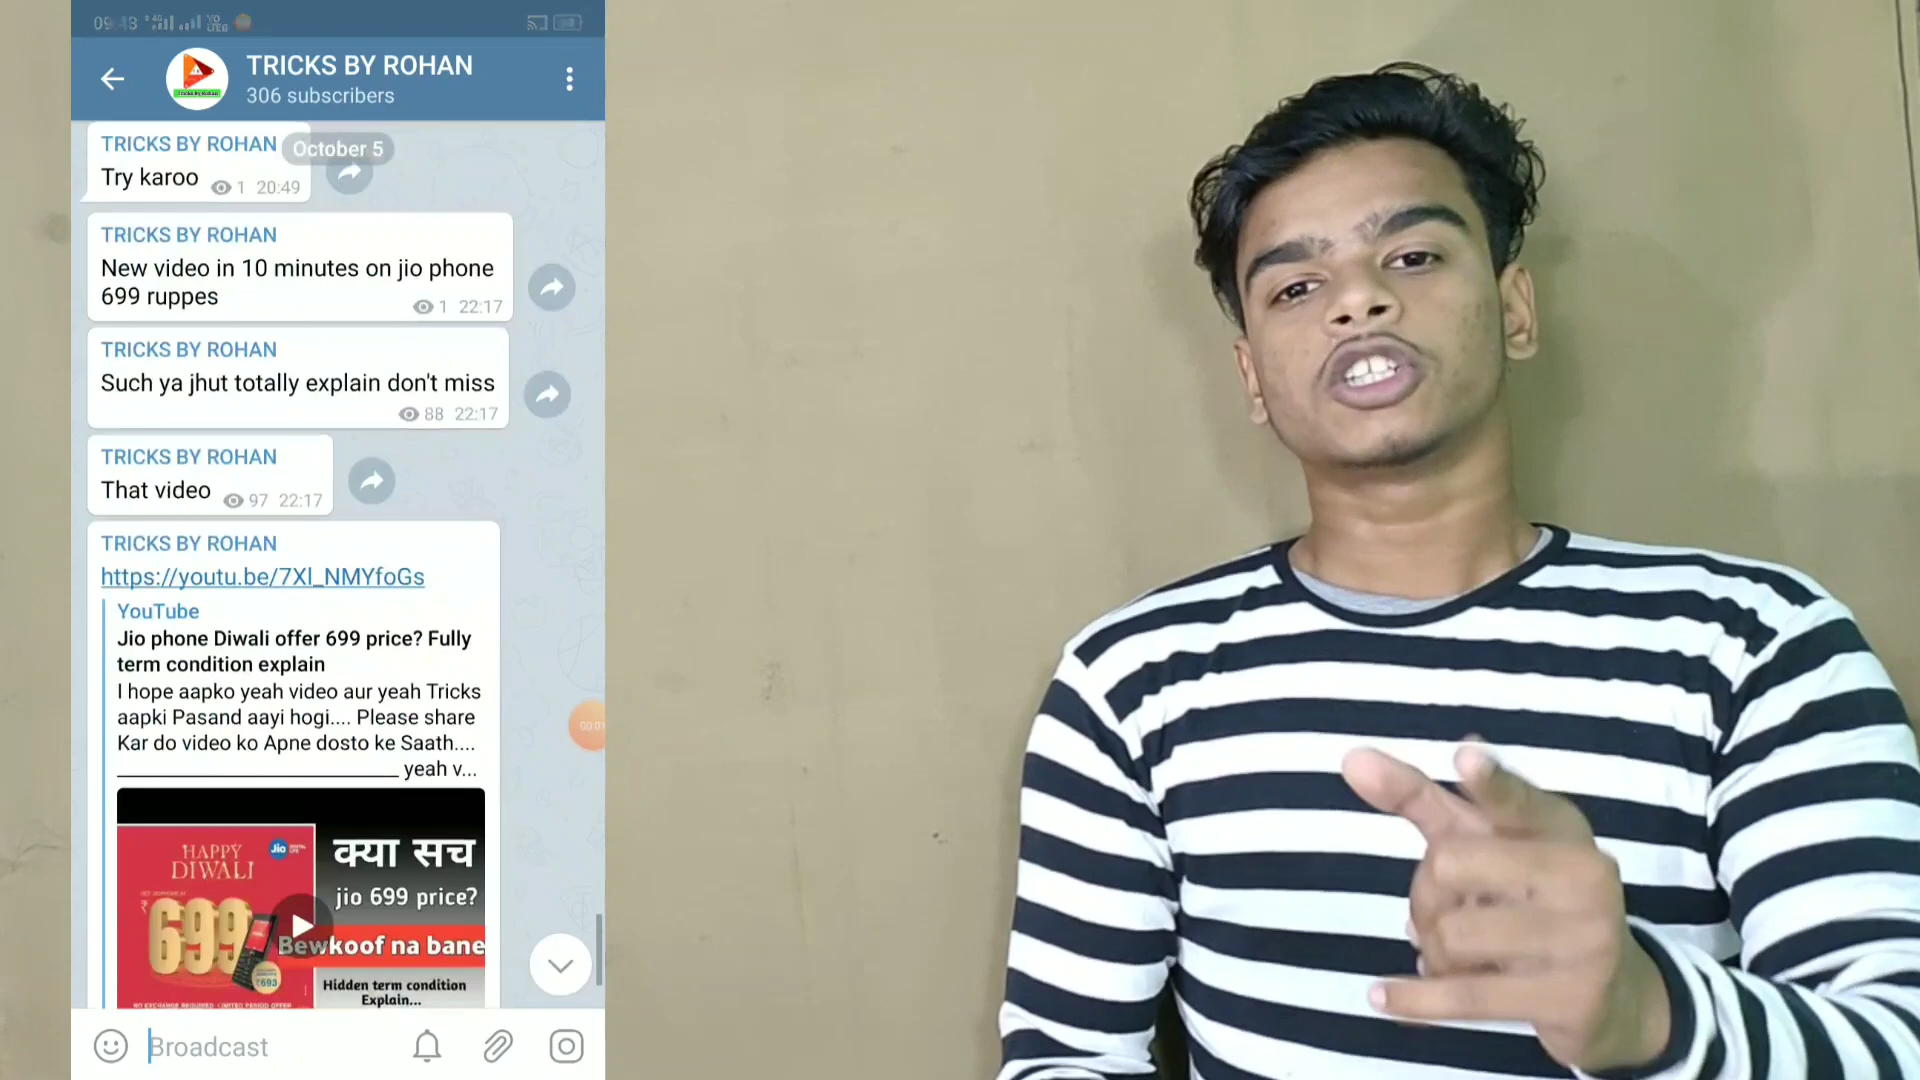 09:43
TRICKS BY ROHAN
306 subscribers
TRICKS BY ROHAN
October 5
Try karoo 1 20:49
TRICKS BY ROHAN
New video in 10 minutes on jio phone
699 ruppes 1 22:17
TRICKS BY ROHAN
Such ya jhut totally explain don't miss
88 22:17
TRICKS BY ROHAN
That video 97 22:17
TRICKS BY ROHAN
https://youtu.be/7Xl_NMYfoGs
YouTube
Jio phone Diwali offer 699 price? Fully
term condition explain
I hope aapko yeah video aur yeah Tricks
aapki Pasand aayi hogi.... Please share
Kar do video ko Apne dosto ke Saath....
yeah v...
HAPPY
DIWALI
Jio
699
क्या सच
jio 699 price?
Bewkoof na bane
Hidden term condition
Explain...
Broadcast